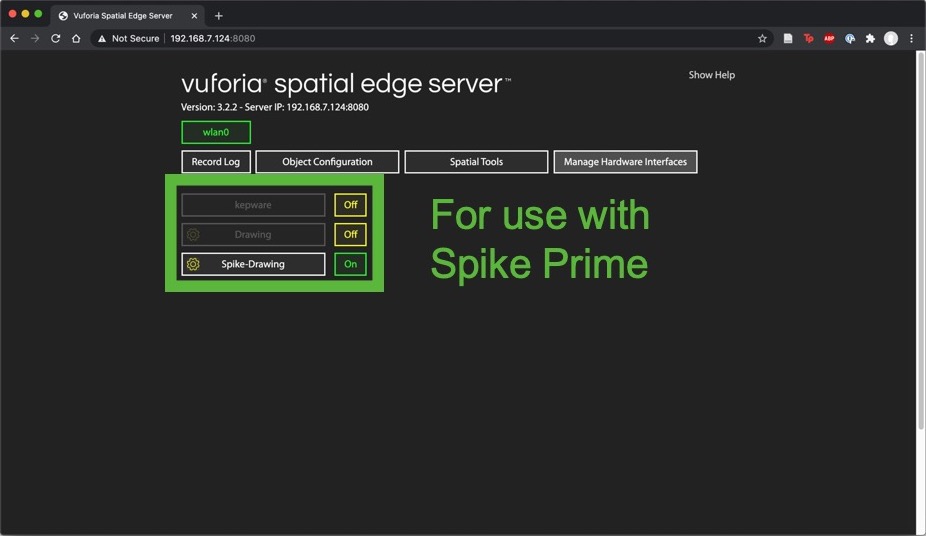 Vuforia Spatial Edge Server
Not Secure | 192.168.7.124:8080
Tp
ABP
vuforia® spatial edge server™
Show Help
Version: 3.2.2 - Server IP: 192.168.7.124:8080
wlan0
Record Log
Object Configuration
Spatial Tools
Manage Hardware Interfaces
kepware
Off
Drawing
Off
Spike-Drawing
On
For use with
Spike Prime